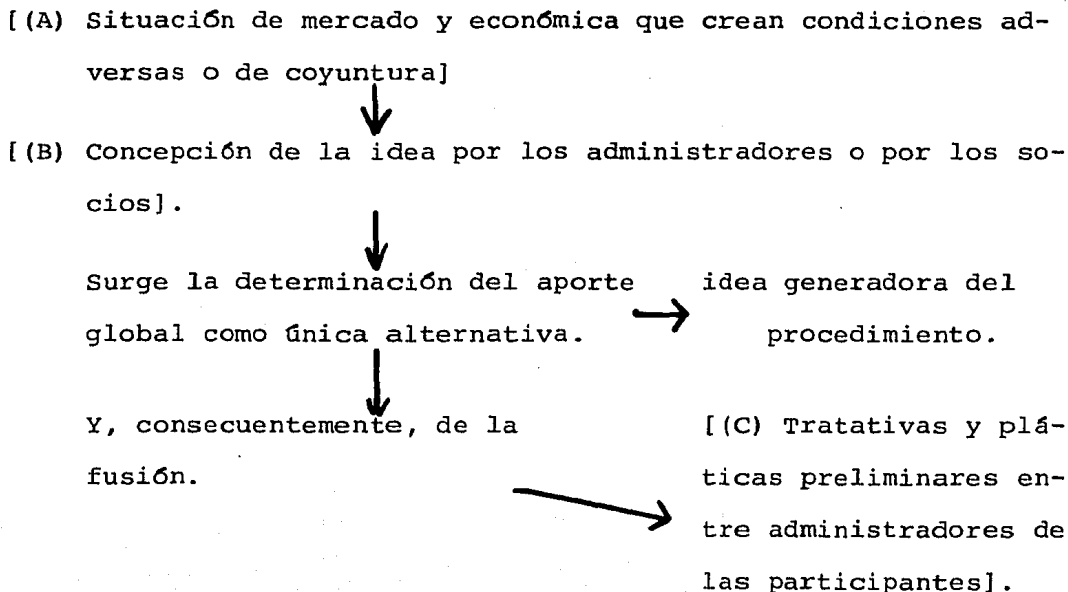 [(A) Situación de mercado y económica que crean condiciones ad-
versas o de coyuntura]
[(B) Concepción de la idea por los administradores o por los so-
cios].
Surge la determinación del aporte
global como única alternativa.
idea generadora del
procedimiento.
Y, consecuentemente, de la
fusión.
[(C) Tratativas y plá-
ticas preliminares en-
tre administradores de
las participantes].